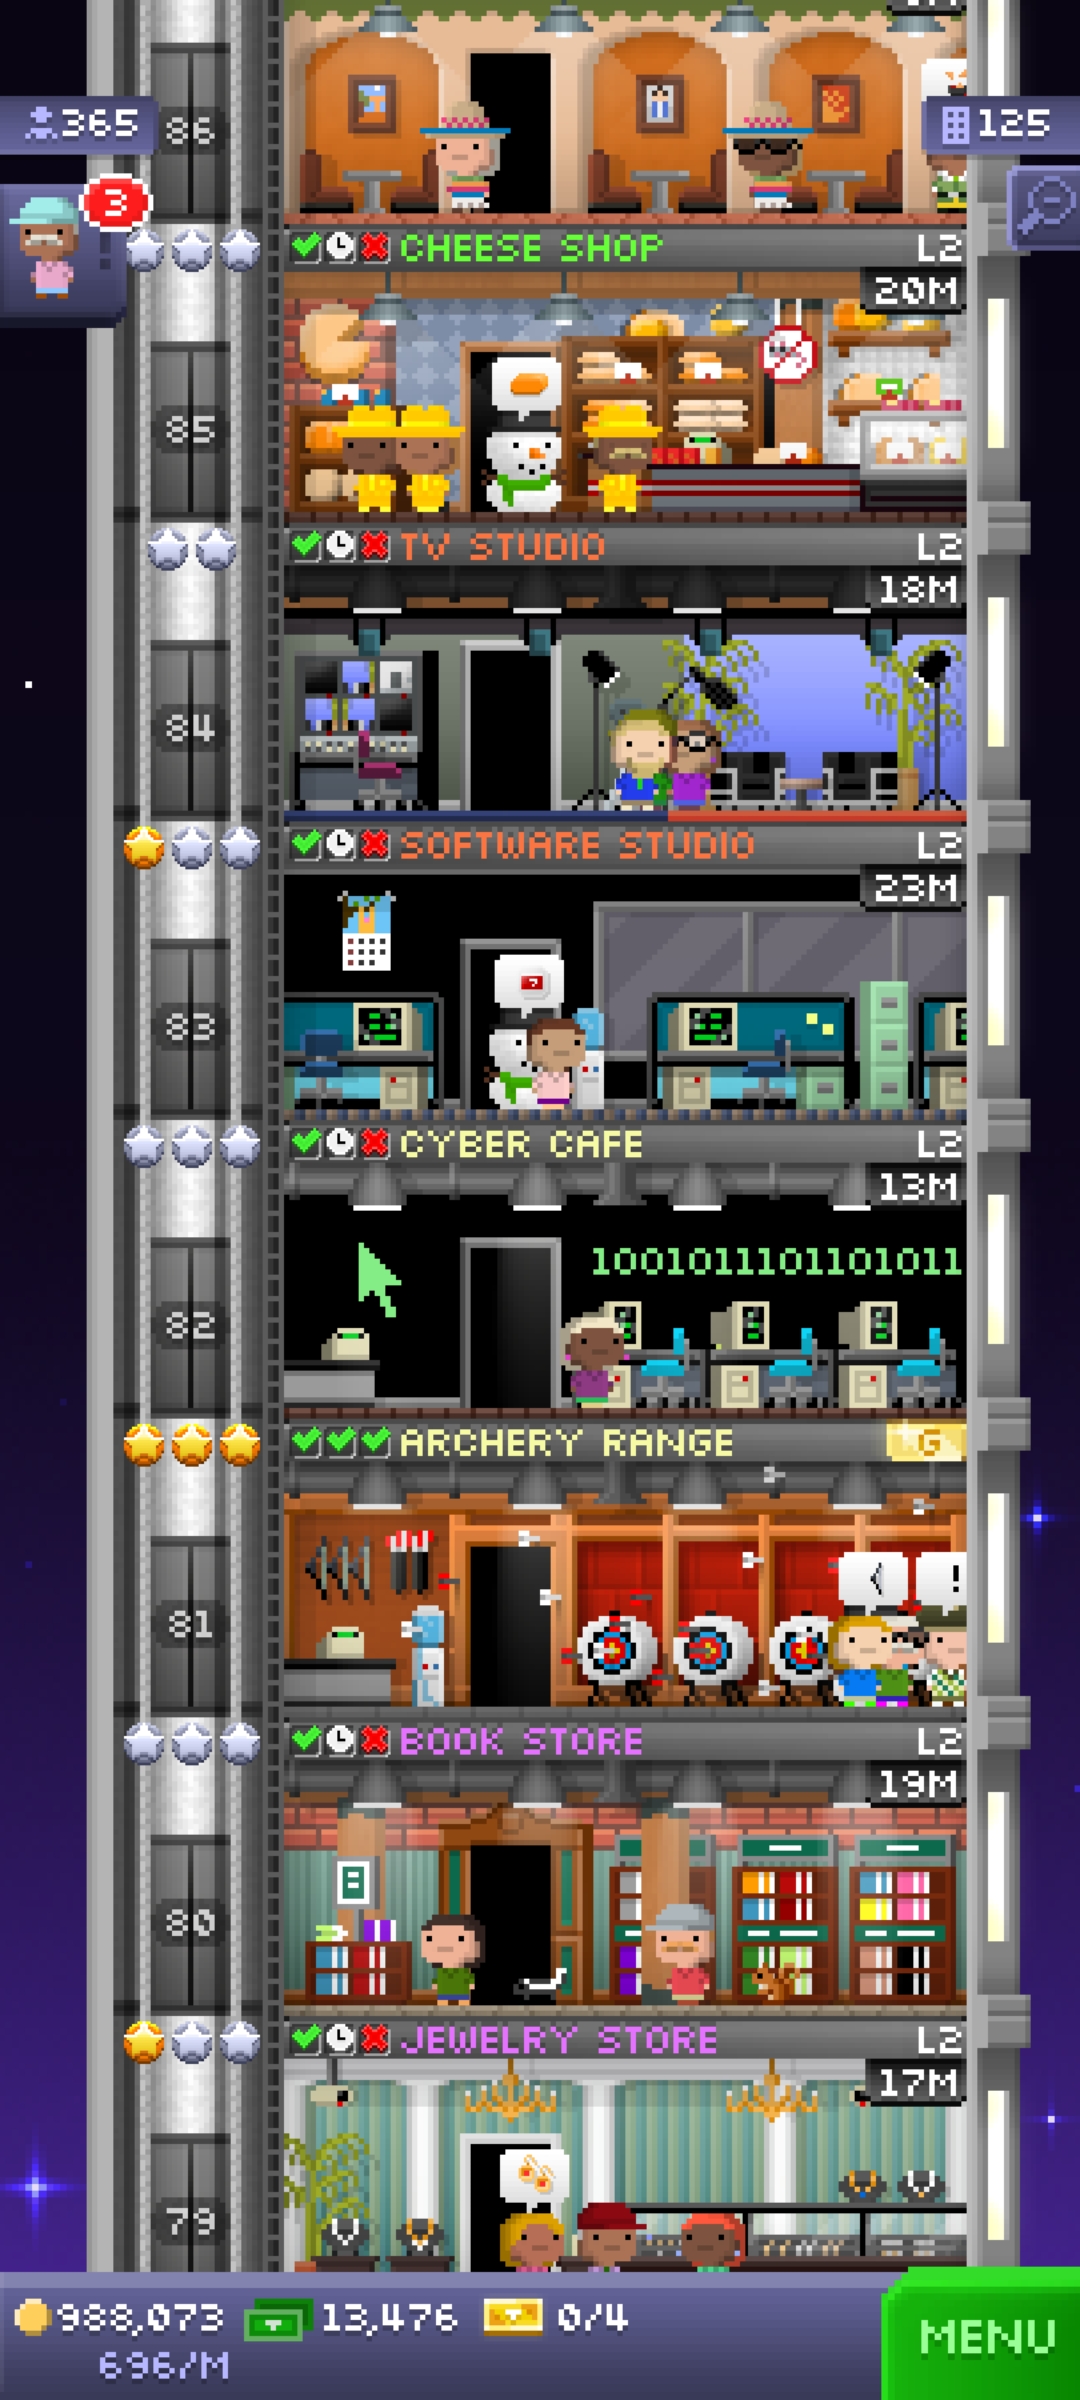 365
86
125
3
CHEESE SHOP L2
20M
85
TV STUDIO L2
18M
84
SOFTWARE STUDIO L2
23M
?
83
CYBER CAFE L2
13M
1001011101101011
82
ARCHERY RANGE G
!
81
BOOK STORE L2
19M
8
80
JEWELRY STORE L2
17M
79
988,073 13,476 0/4
696/M
MENU